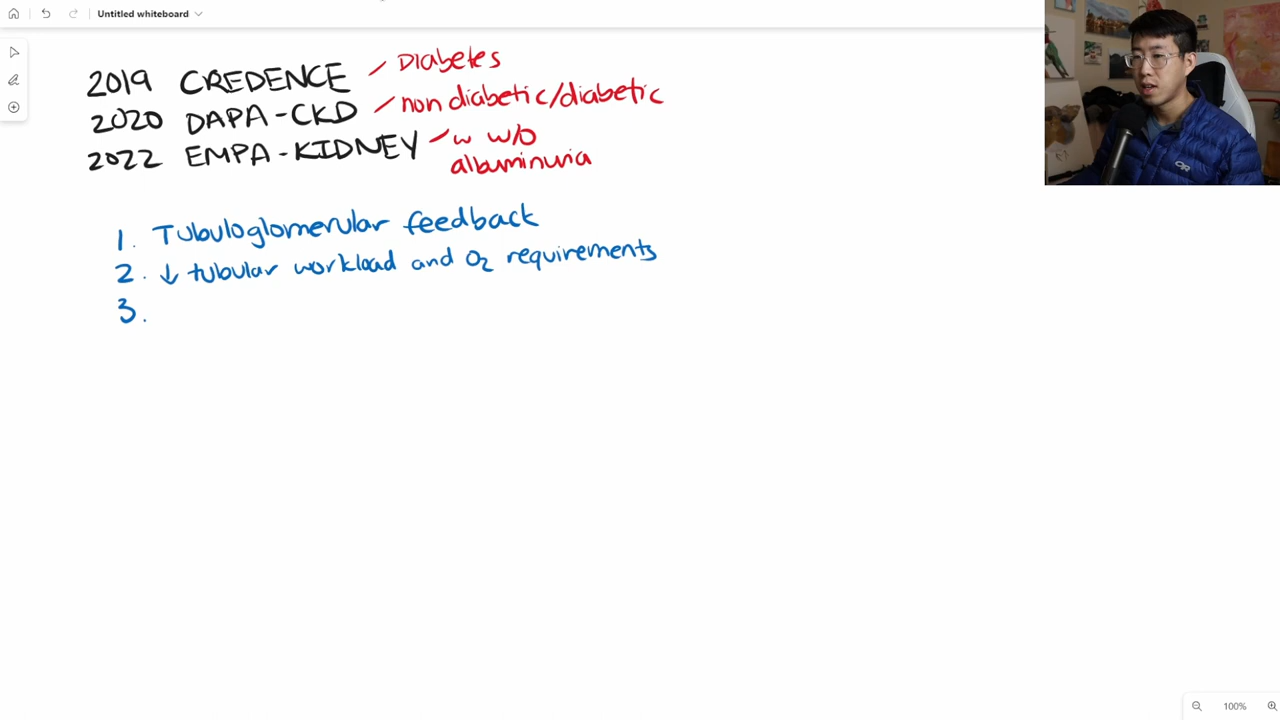 Untitled whiteboard
2019 CREDENCE / Diabetes
2020 DAPA-CKD / non diabetic/diabetic
2022 EMPA-KIDNEY / w w/o
albuminuria
1. Tubuloglomerular feedback
2. ↓ tubular workload and O2 requirements
3.
100%